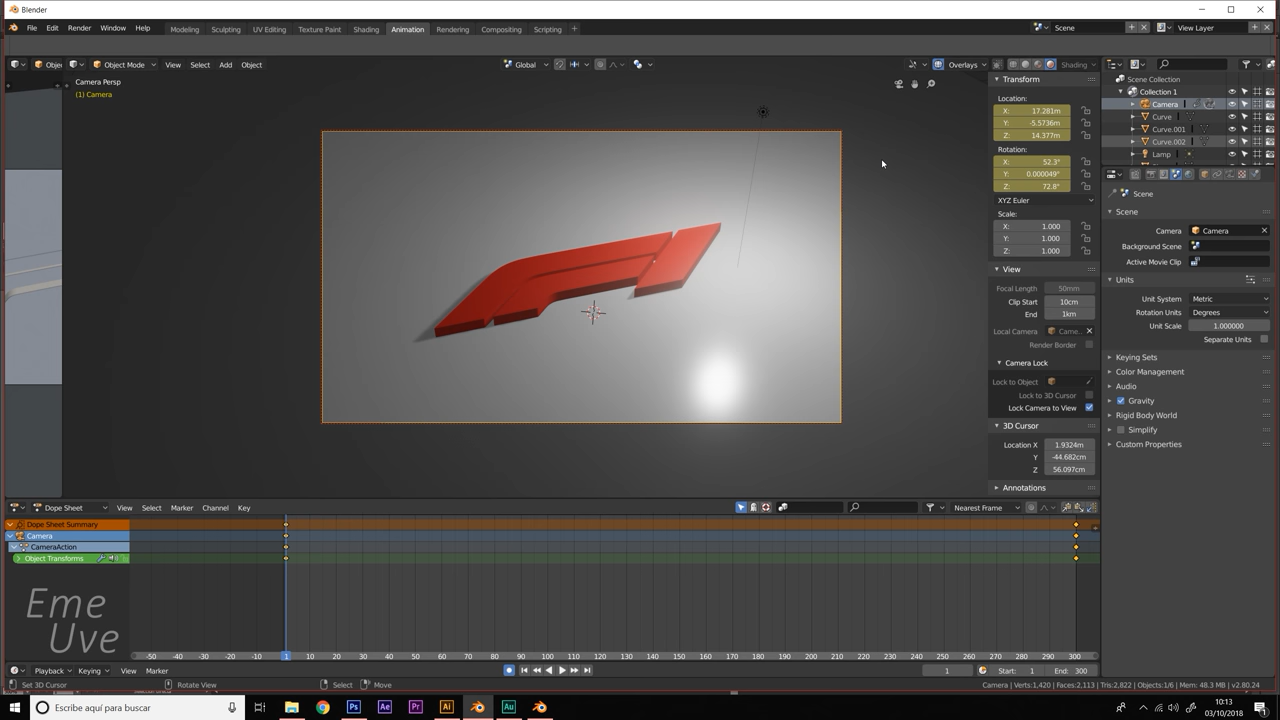 Blender
File Edit Render Window Help
Modeling Sculpting UV Editing Texture Paint Shading Animation Rendering Compositing Scripting +
Scene
View Layer
Object Mode View Select Add Object
Global
Overlays
Shading
Camera Persp
(1) Camera
Transform
Location:
X: 17.281m
Y: -5.5736m
Z: 14.377m
Rotation:
X: 52.3°
Y: 0.000049°
Z: 72.8°
XYZ Euler
Scale:
X: 1.000
Y: 1.000
Z: 1.000
View
Focal Length 50mm
Clip Start 10cm
End 1km
Local Camera Came..
Render Border
Camera Lock
Lock to Object
Lock to 3D Cursor
Lock Camera to View
3D Cursor
Location X 1.9324m
Y -44.682cm
Z 56.097cm
Annotations
Scene Collection
Collection 1
Camera
Curve
Curve.001
Curve.002
Lamp
Scene
Scene
Camera Camera
Background Scene
Active Movie Clip
Units
Unit System Metric
Rotation Units Degrees
Unit Scale 1.000000
Separate Units
Keying Sets
Color Management
Audio
Gravity
Rigid Body World
Simplify
Custom Properties
Dope Sheet View Select Marker Channel Key
Nearest Frame
Dope Sheet Summary
Camera
CameraAction
Object Transforms
Eme
Uve
-50 -40 -30 -20 -10 1 10 20 30 40 50 60 70 80 90 100 110 120 130 140 150 160 170 180 190 200 210 220 230 240 250 260 270 280 290 300
Playback Keying View Marker
1 Start: 1 End: 300
Set 3D Cursor Rotate View Select Move
Camera | Verts:1,420 | Faces:2,113 | Tris:2,822 | Objects:1/6 | Mem: 48.3 MB | v2.80.24
Escribe aquí para buscar
Ps Ae Pr Ai Au
10:13
03/10/2018